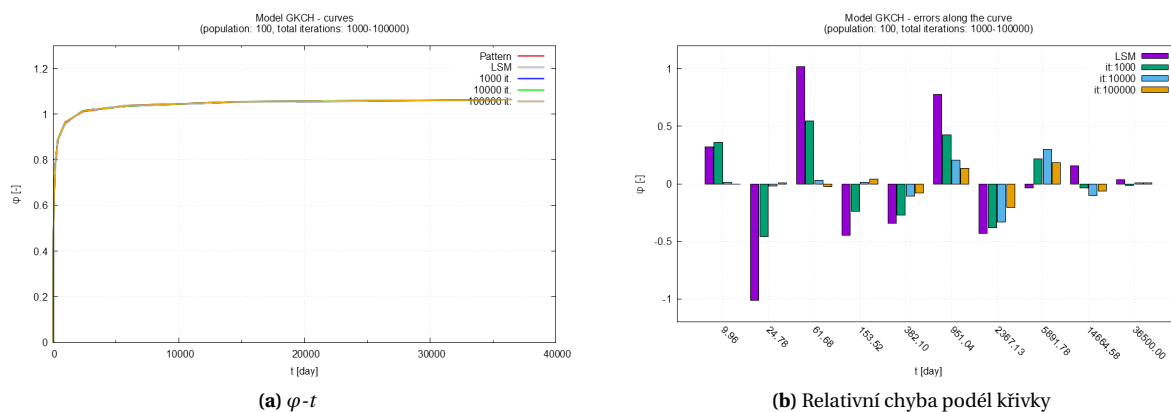 Model GKCH - curves
(population: 100, total iterations: 1000-100000)
φ [-]
1.2
1
0.8
0.6
0.4
0.2
0
Pattern
LSM
1000 it.
10000 it.
100000 it.
0 10000 20000 30000 40000
t [day]
(a) φ-t
Model GKCH - errors along the curve
(population: 100, total iterations: 1000-100000)
φ [-]
1
0.5
0
-0.5
-1
LSM
it:1000
it:10000
it:100000
9.96 24.78 61.68 153.52 382.10 951.04 2367.13 5891.78 14664.58 36500.00
t [day]
(b) Relativní chyba podél křivky